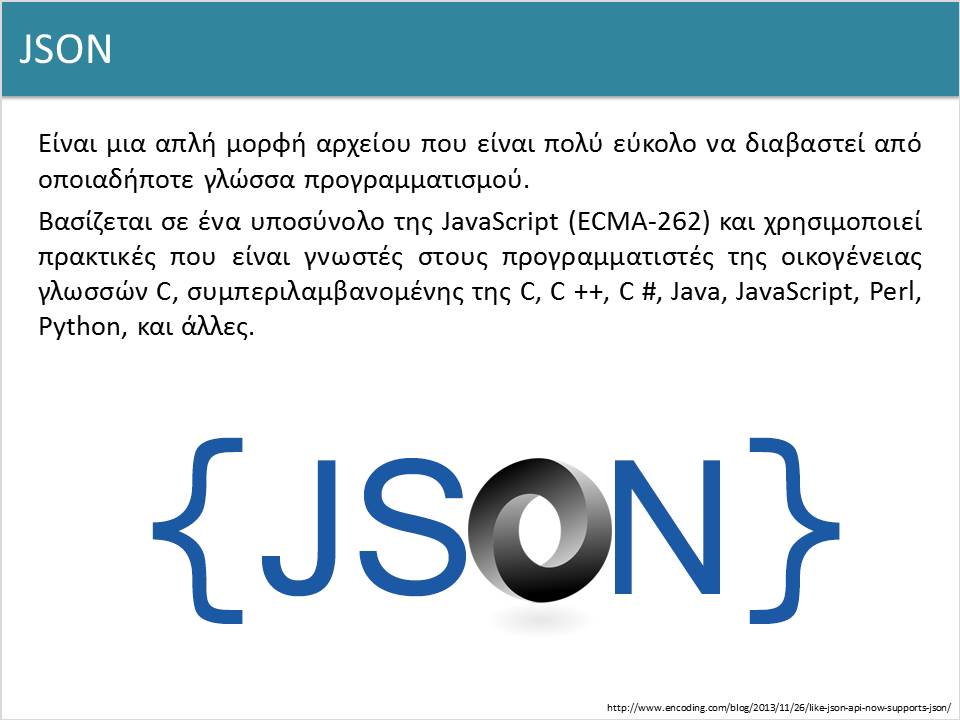 JSON
Είναι μια απλή μορφή αρχείου που είναι πολύ εύκολο να διαβαστεί από
οποιαδήποτε γλώσσα προγραμματισμού.
Βασίζεται σε ένα υποσύνολο της JavaScript (ECMA-262) και χρησιμοποιεί
πρακτικές που είναι γνωστές στους προγραμματιστές της οικογένειας
γλωσσών C, συμπεριλαμβανομένης της C, C ++, C #, Java, JavaScript, Perl,
Python, και άλλες.
{JSON}
http://www.encoding.com/blog/2013/11/26/like-json-api-now-supports-json/